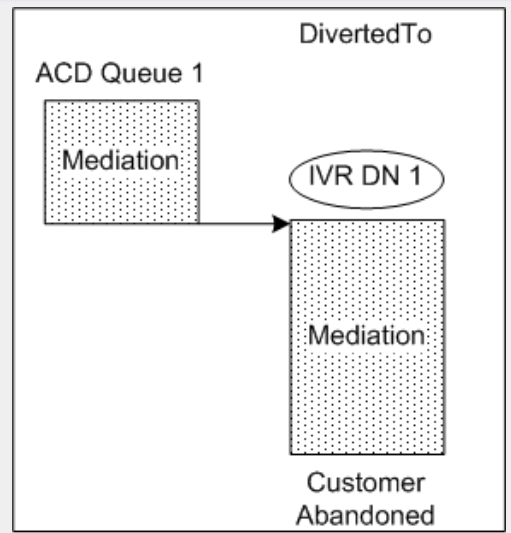 DivertedTo
ACD Queue 1
Mediation
IVR DN 1
Mediation
Customer
Abandoned